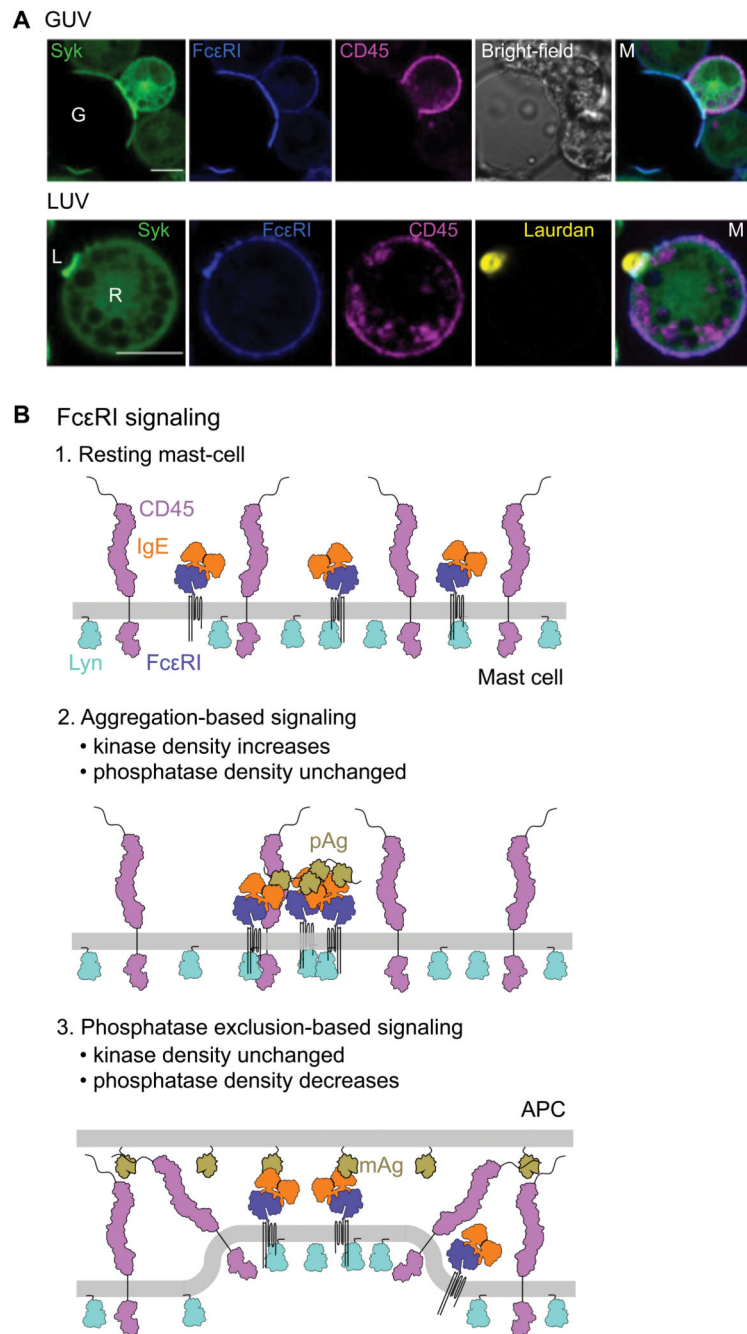 A GUV
Syk FcεRI CD45 Bright-field M
G
LUV
Syk FcεRI CD45 Laurdan M
L
R
B FcεRI signaling
1. Resting mast-cell
CD45
IgE
Lyn FcεRI
Mast cell
2. Aggregation-based signaling
• kinase density increases
• phosphatase density unchanged
pAg
3. Phosphatase exclusion-based signaling
• kinase density unchanged
• phosphatase density decreases
APC
mAg